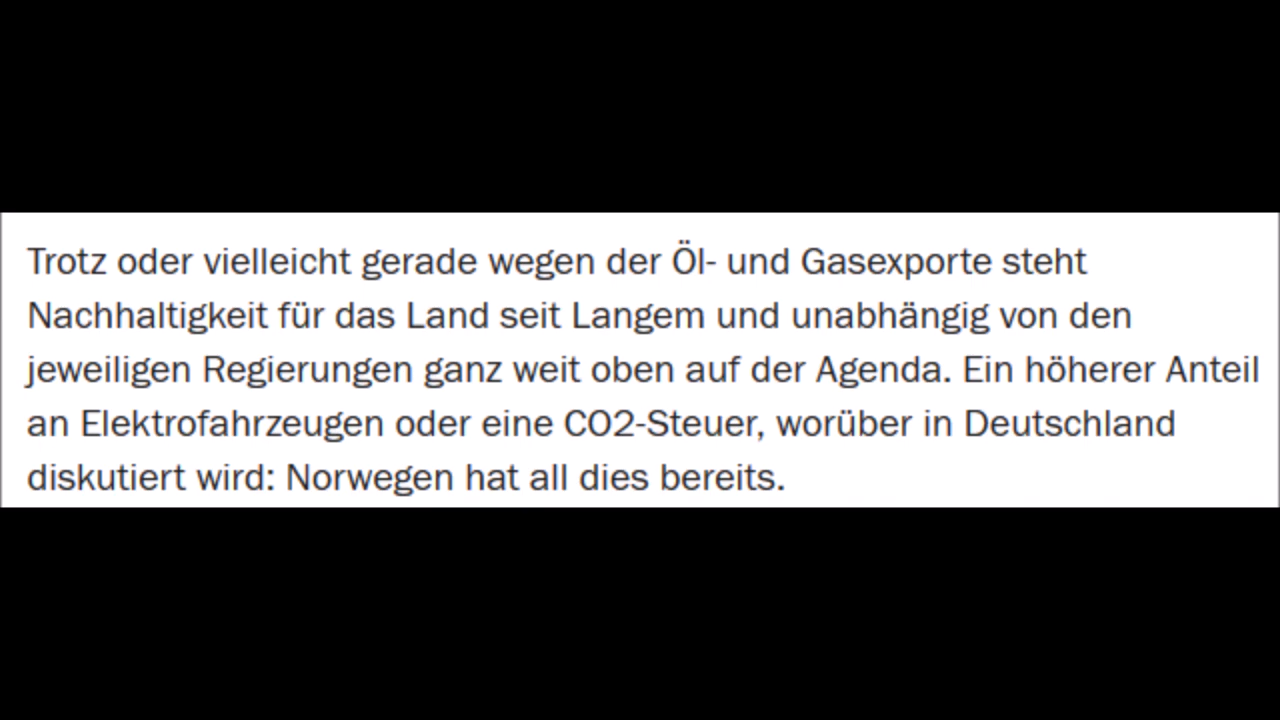 Trotz oder vielleicht gerade wegen der Öl- und Gasexporte steht
Nachhaltigkeit für das Land seit Langem und unabhängig von den
jeweiligen Regierungen ganz weit oben auf der Agenda. Ein höherer Anteil
an Elektrofahrzeugen oder eine CO2-Steuer, worüber in Deutschland
diskutiert wird: Norwegen hat all dies bereits.